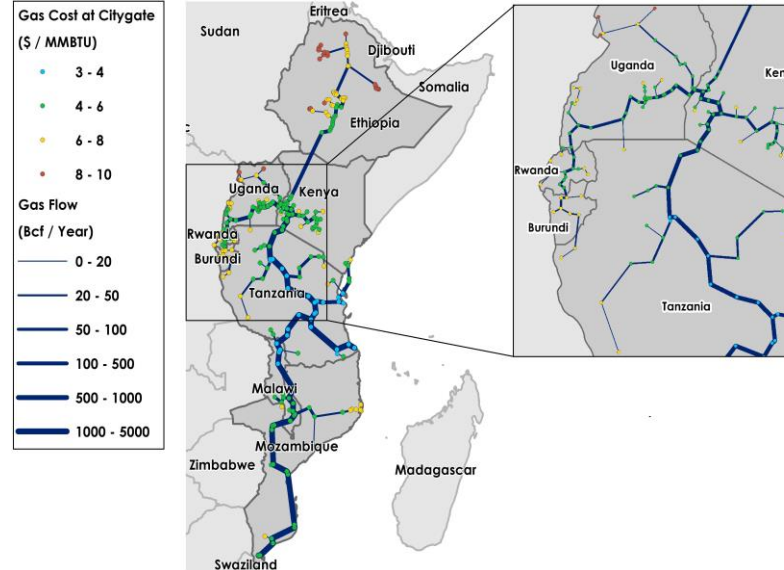 Gas Cost at Citygate
($ / MMBTU)
3 - 4
4 - 6
6 - 8
8 - 10
Gas Flow
(Bcf / Year)
0 - 20
20 - 50
50 - 100
100 - 500
500 - 1000
1000 - 5000
Eritrea
Sudan
Djibouti
Somalia
Ethiopia
c
Uganda
Kenya
Rwanda
Burundi
Tanzania
Malawi
Mozambique
Zimbabwe
Madagascar
Swaziland
Uganda
Ken
Rwanda
Burundi
Tanzania